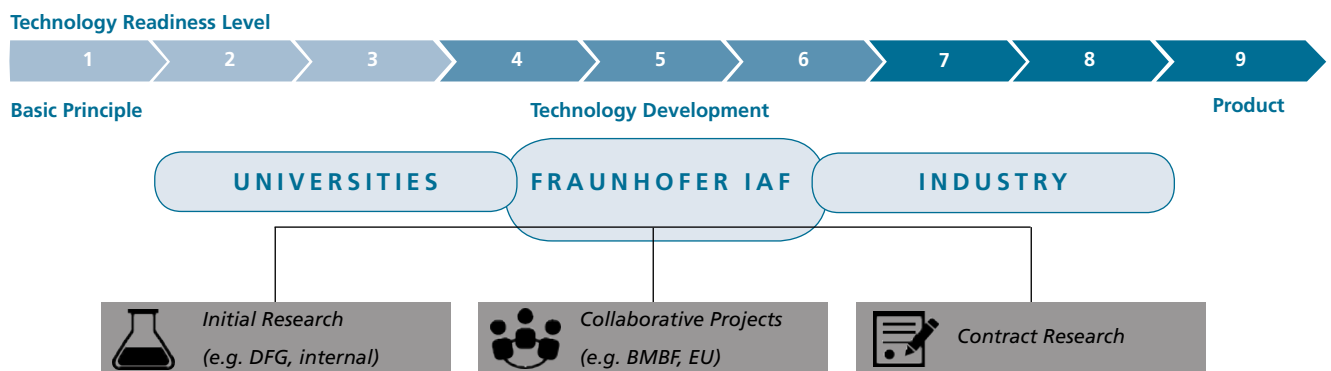 Technology Readiness Level
1 2 3 4 5 6 7 8 9
Basic Principle Technology Development Product
UNIVERSITIES FRAUNHOFER IAF INDUSTRY
Initial Research
(e.g. DFG, internal)
Collaborative Projects
(e.g. BMBF, EU)
Contract Research